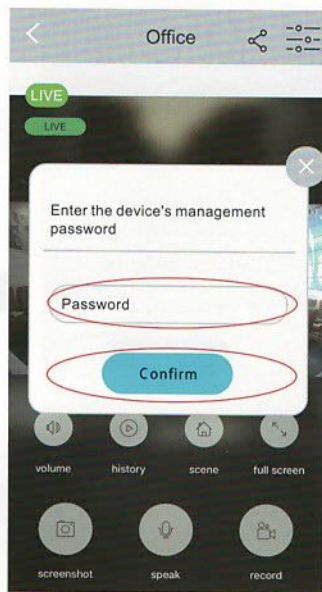 Office
LIVE
LIVE
Enter the device's management
password
Password
Confirm
volume history scene full screen
screenshot speak record